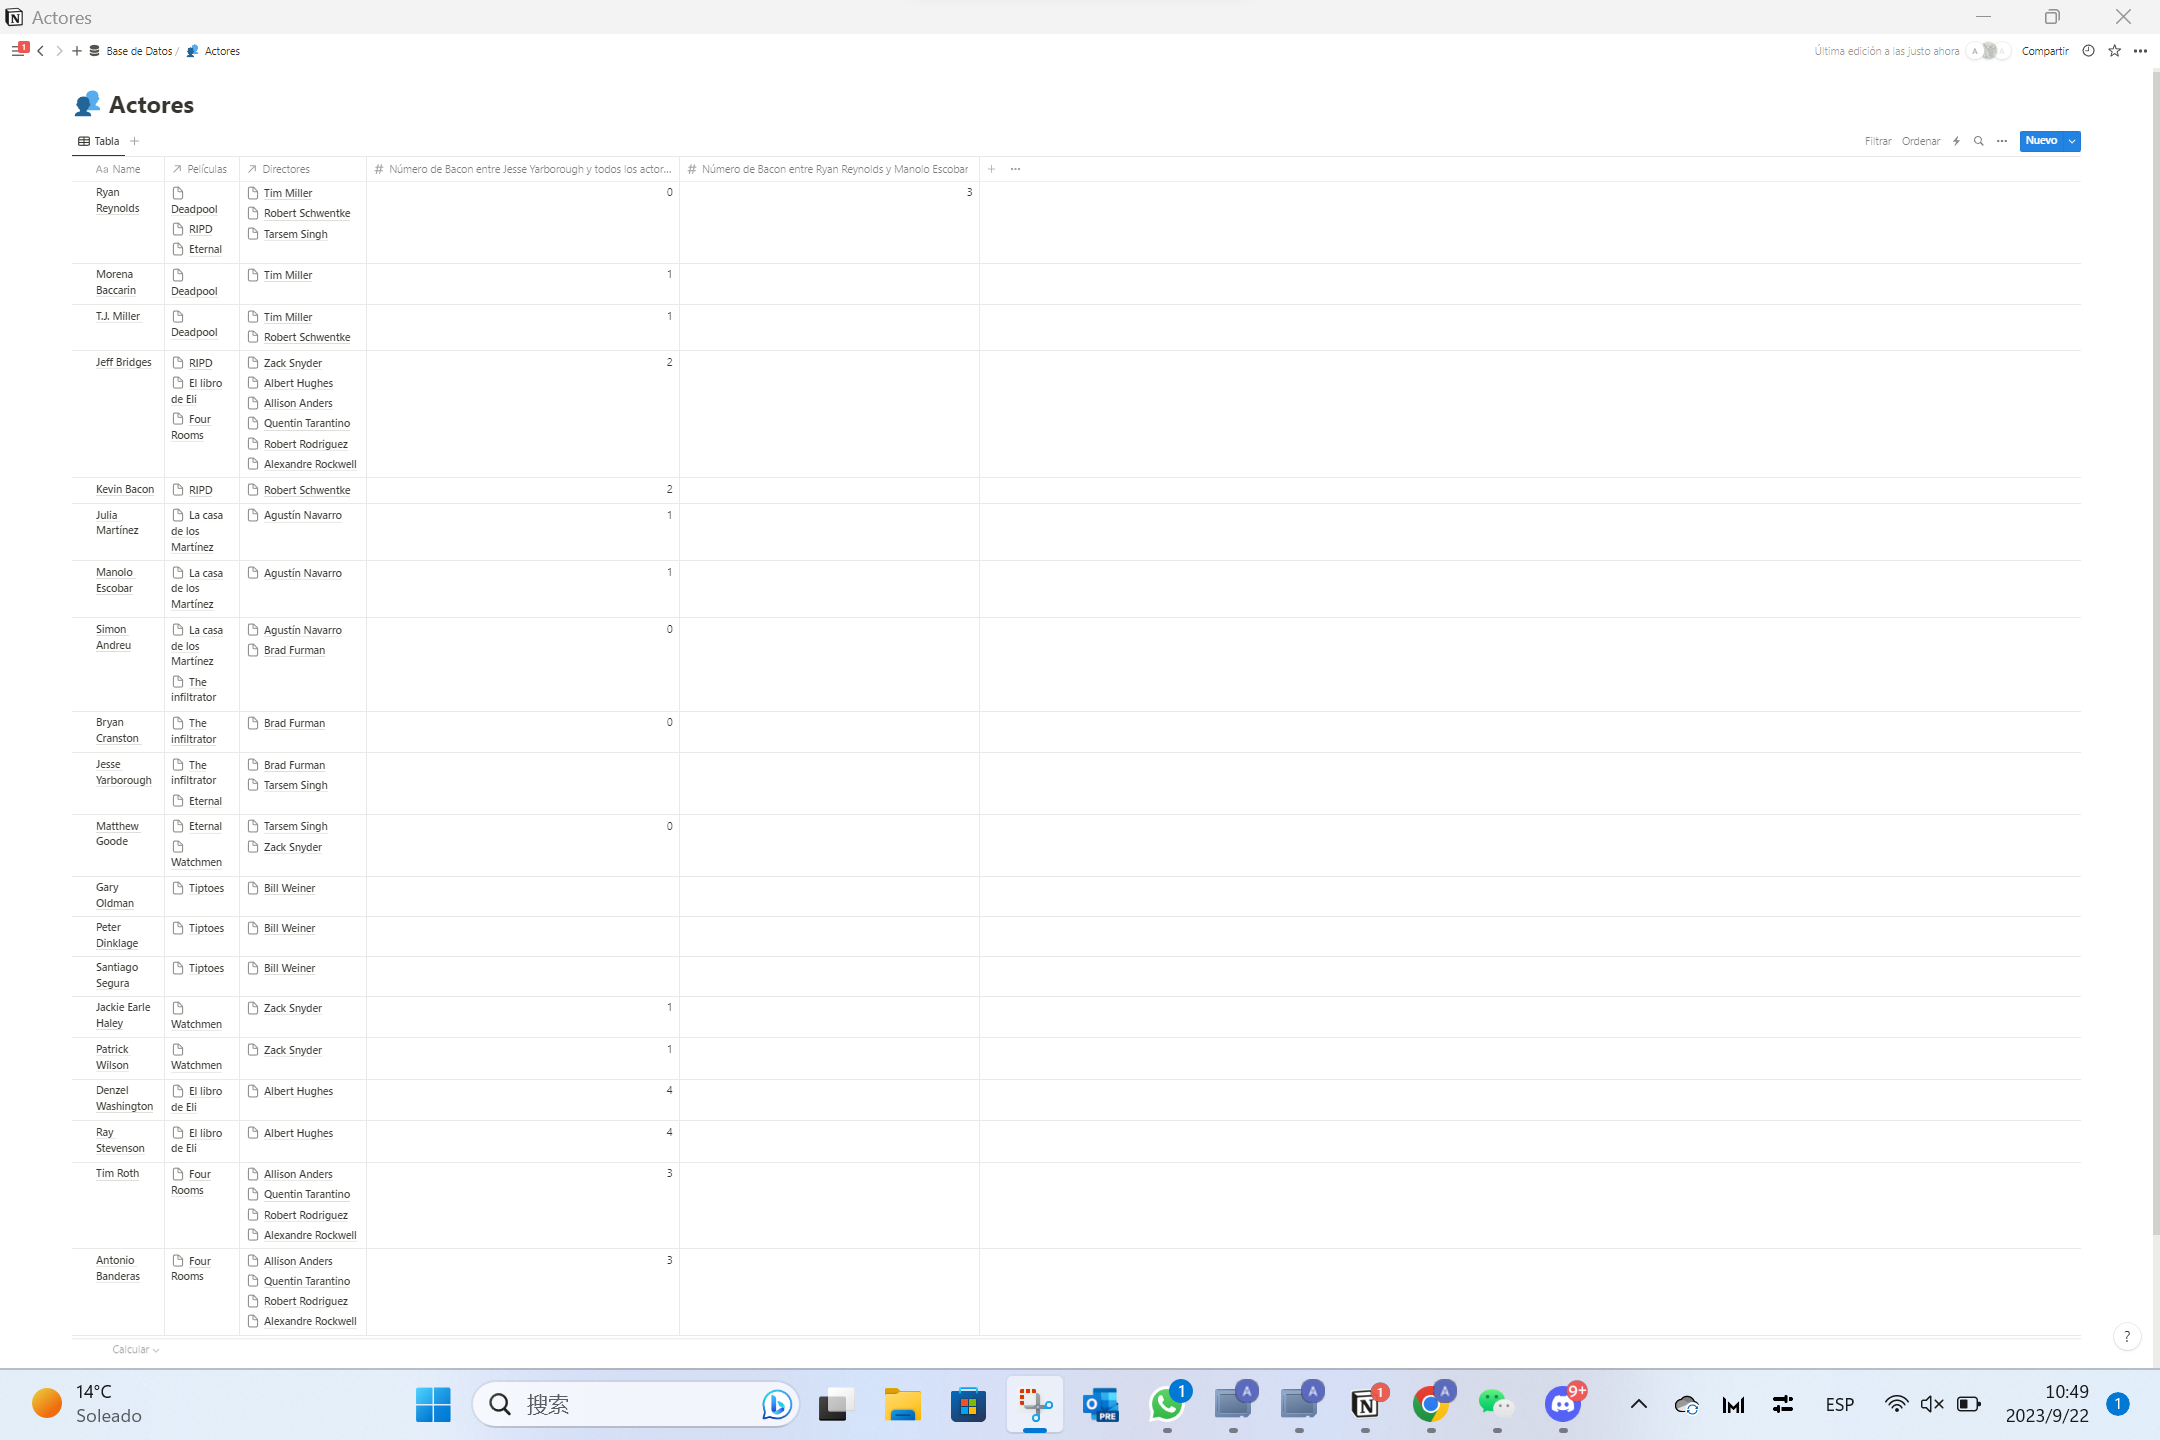 Actores
1
Base de Datos / Actores
Última edición a las justo ahora
A
Compartir
Actores
Tabla
Filtrar Ordenar Nuevo
Aa Name Películas Directores # Número de Bacon entre Jesse Yarborough y todos los actor... # Número de Bacon entre Ryan Reynolds y Manolo Escobar
Ryan Reynolds
Deadpool
RIPD
Eternal
Tim Miller
Robert Schwentke
Tarsem Singh
0
3
Morena Baccarin
Deadpool
Tim Miller
1
T.J. Miller
Deadpool
Tim Miller
Robert Schwentke
1
Jeff Bridges
RIPD
El libro de Eli
Four Rooms
Zack Snyder
Albert Hughes
Allison Anders
Quentin Tarantino
Robert Rodriguez
Alexandre Rockwell
2
Kevin Bacon
RIPD
Robert Schwentke
2
Julia Martínez
La casa de los Martínez
Agustín Navarro
1
Manolo Escobar
La casa de los Martínez
Agustín Navarro
1
Simon Andreu
La casa de los Martínez
The infiltrator
Agustín Navarro
Brad Furman
0
Bryan Cranston
The infiltrator
Brad Furman
0
Jesse Yarborough
The infiltrator
Eternal
Brad Furman
Tarsem Singh
Matthew Goode
Eternal
Watchmen
Tarsem Singh
Zack Snyder
0
Gary Oldman
Tiptoes
Bill Weiner
Peter Dinklage
Tiptoes
Bill Weiner
Santiago Segura
Tiptoes
Bill Weiner
Jackie Earle Haley
Watchmen
Zack Snyder
1
Patrick Wilson
Watchmen
Zack Snyder
1
Denzel Washington
El libro de Eli
Albert Hughes
4
Ray Stevenson
El libro de Eli
Albert Hughes
4
Tim Roth
Four Rooms
Allison Anders
Quentin Tarantino
Robert Rodriguez
Alexandre Rockwell
3
Antonio Banderas
Four Rooms
Allison Anders
Quentin Tarantino
Robert Rodriguez
Alexandre Rockwell
3
Calcular
?
14°C
Soleado
搜索
PRE
1
A
A
1
A
9+
ESP
10:49
2023/9/22
1